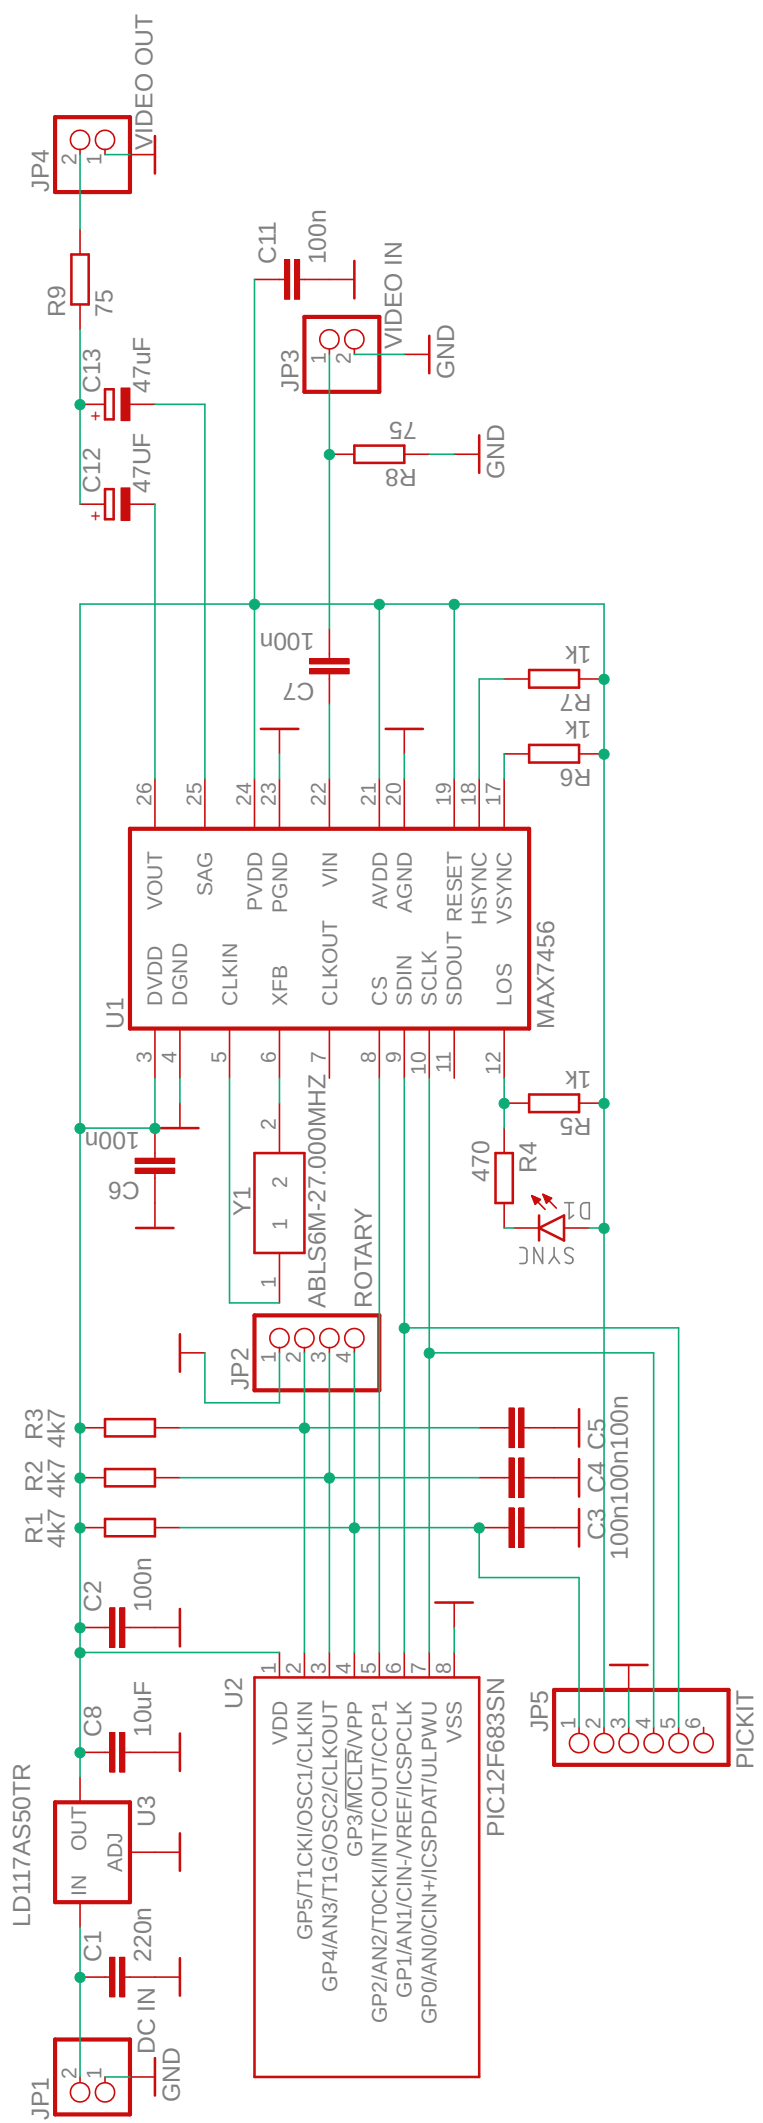 VIDEO OUT
JP4
2
1
R9
75
C13
47uF
+
C12
47UF
+
C11
100n
VIDEO IN
JP3
1
2
GND
R8
75
GND
C7
100n
R7
1k
R6
1k
26
25
24
23
22
21
20
19
18
17
VOUT
SAG
PVDD
PGND
VIN
AVDD
AGND
RESET
HSYNC
VSYNC
DVDD
DGND
CLKIN
XFB
CLKOUT
CS
SDIN
SCLK
SDOUT
LOS
U1
MAX7456
3
4
5
6
7
8
9
10
11
12
C6
100n
Y1
1
2
1
2
ABLS6M-27.000MHZ
R5
1k
470
R4
D1
SYNC
JP2
ROTARY
1
2
3
4
R3
4k7
R2
4k7
R1
4k7
C5
100n
C4
100n
C3
100n
C2
100n
C8
10uF
LD117AS50TR
U3
IN
OUT
ADJ
C1
220n
DC IN
JP1
2
1
GND
U2
PIC12F683SN
1
2
3
4
5
6
7
8
VDD
GP5/T1CKI/OSC1/CLKIN
GP4/AN3/T1G/OSC2/CLKOUT
GP3/MCLR/VPP
GP2/AN2/T0CKI/INT/COUT/CCP1
GP1/AN1/CIN-/VREF/ICSPCLK
GP0/AN0/CIN+/ICSPDAT/ULPWU
VSS
JP5
1
2
3
4
5
6
PICKIT